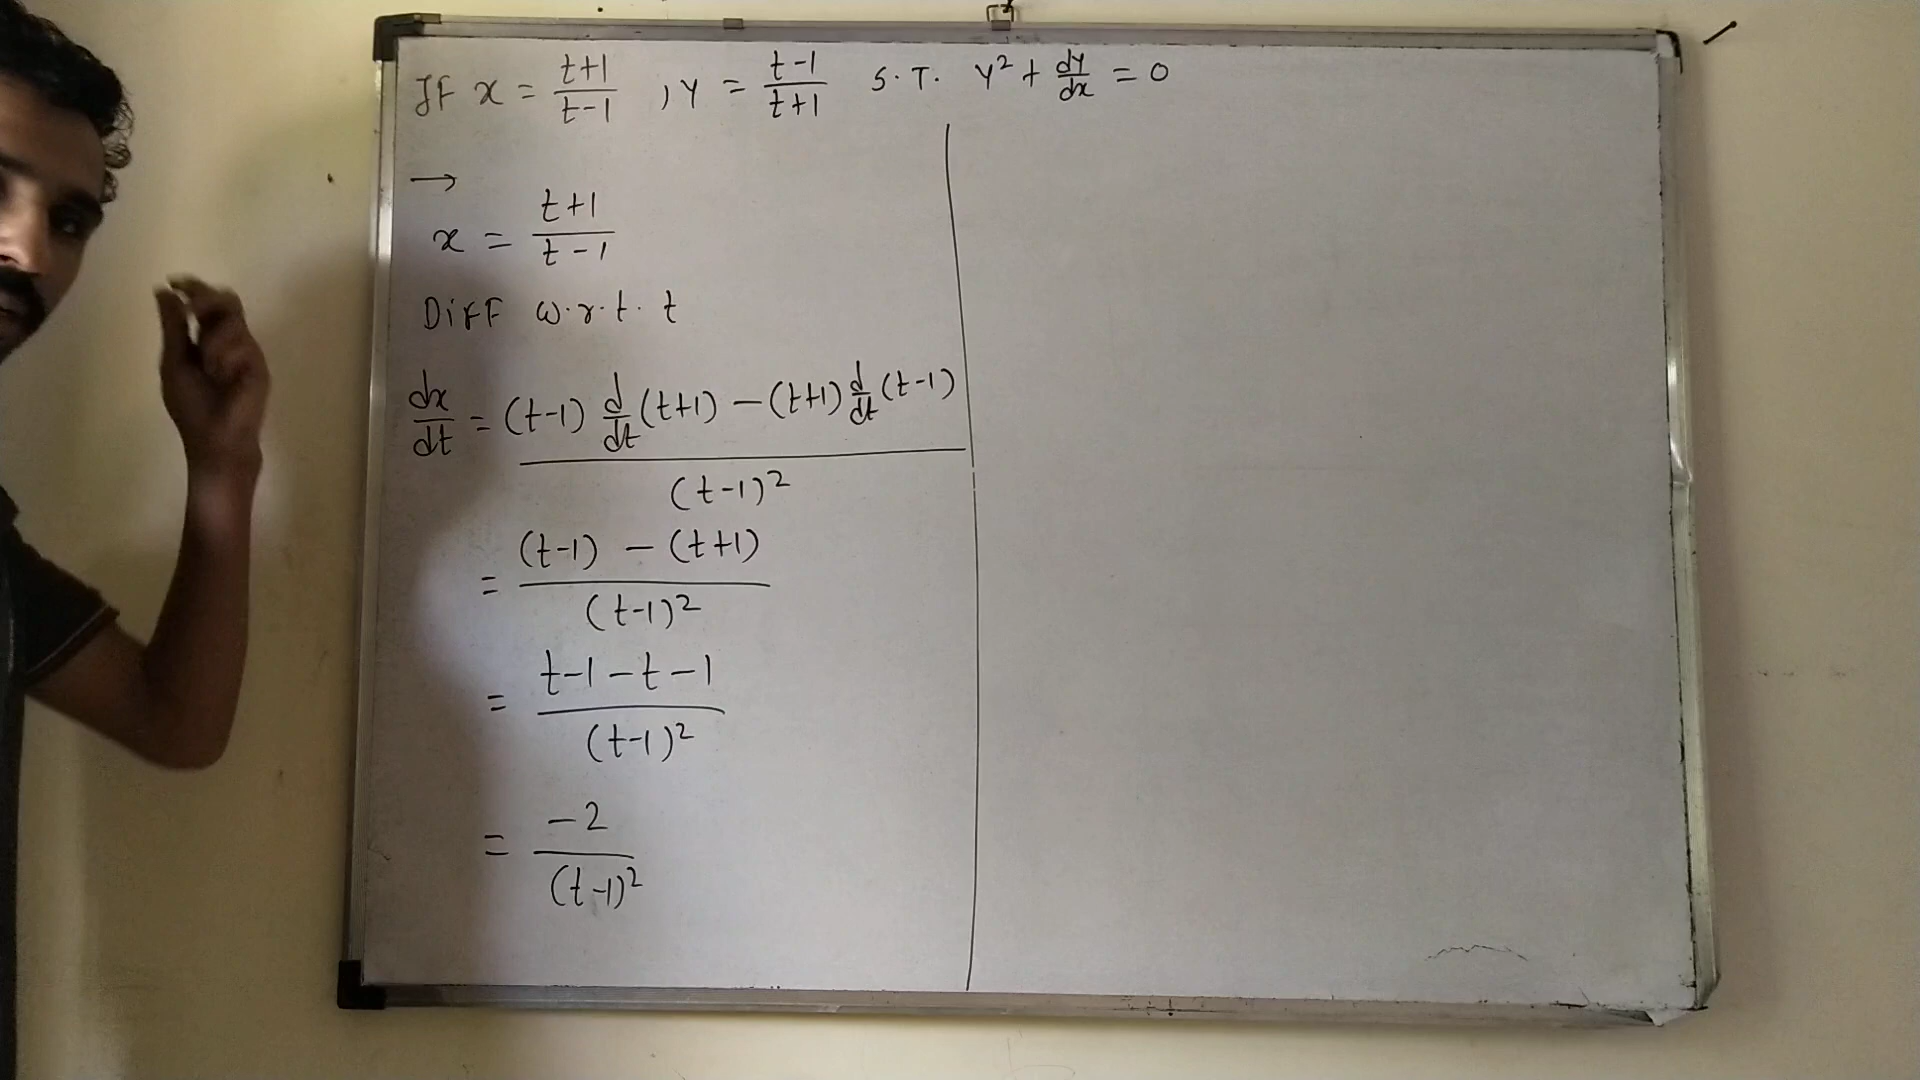 If x = t+1/t-1 , y = t-1/t+1 S.T. y² + dy/dx = 0
→
x = t+1/t-1
Diff w.r.t. t
dx/dt = (t-1) d/dt (t+1) - (t+1) d/dt (t-1) / (t-1)²
= (t-1) - (t+1) / (t-1)²
= t-1-t-1 / (t-1)²
= -2 / (t-1)²